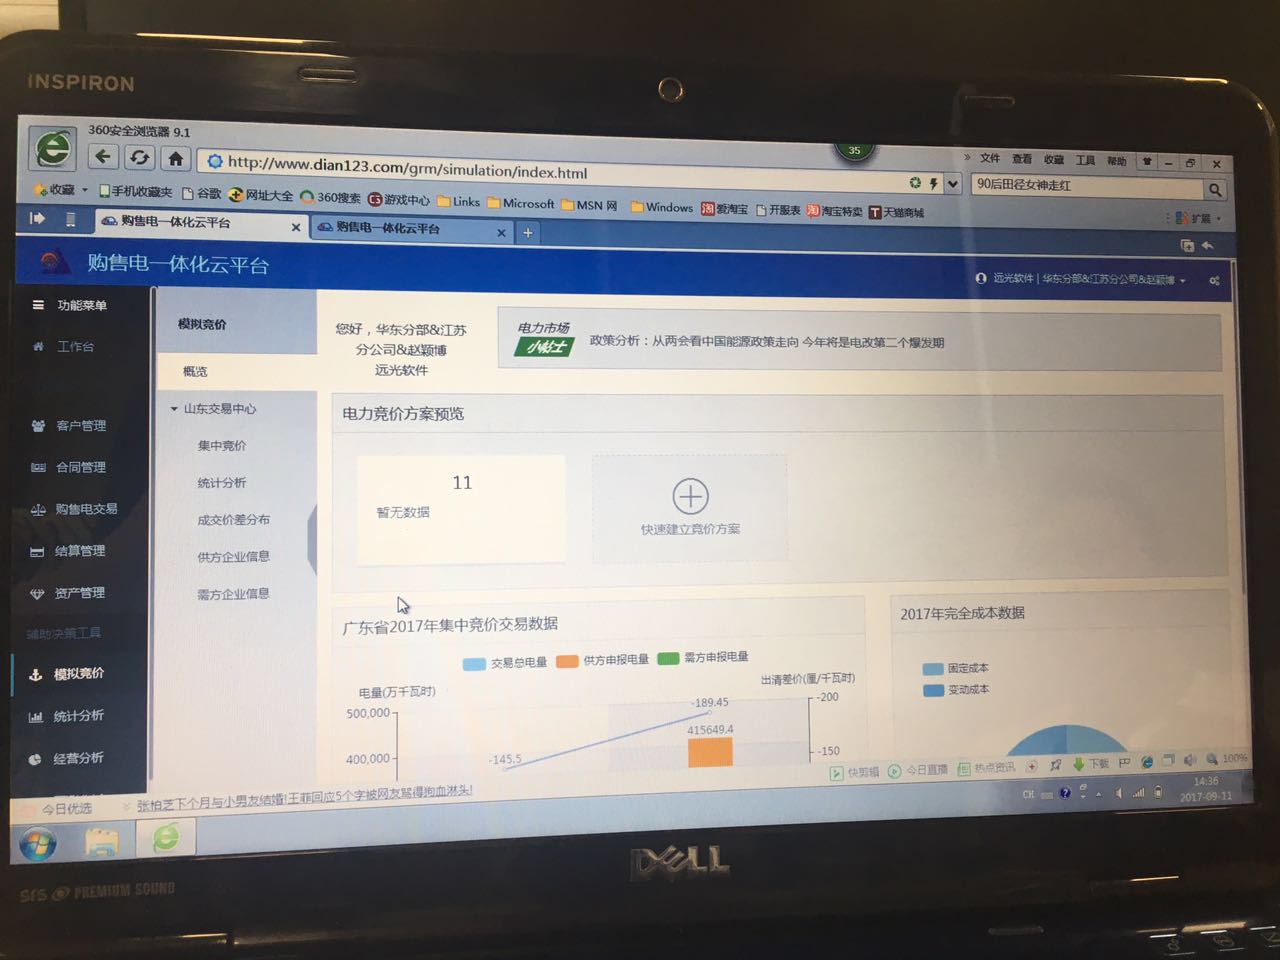 INSPIRON
360安全浏览器 9.1
文件 查看 收藏 工具 帮助
35
http://www.dian123.com/grm/simulation/index.html
90后田径女神走红
收藏 手机收藏夹 谷歌 网址大全 360搜索 游戏中心 Links Microsoft MSN 网 Windows 爱淘宝 开服表 淘宝特卖 天猫商城
扩展
购售电一体化云平台
购售电一体化云平台
购售电一体化云平台
远光软件 | 华东分部&江苏分公司&赵颖博
功能菜单
工作台
客户管理
合同管理
购售电交易
结算管理
资产管理
辅助决策工具
模拟竞价
统计分析
经营分析
模拟竞价
概览
山东交易中心
集中竞价
统计分析
成交价差分布
供方企业信息
需方企业信息
您好，华东分部&江苏
分公司&赵颖博
远光软件
电力市场
小帖士
政策分析：从两会看中国能源政策走向 今年将是电改第二个爆发期
电力竞价方案预览
11
暂无数据
快速建立竞价方案
广东省2017年集中竞价交易数据
交易总电量 供方申报电量 需方申报电量
电量(万千瓦时)
出清差价(厘/千瓦时)
500,000
400,000
-145.5
-189.45
415649.4
-200
-150
2017年完全成本数据
固定成本
变动成本
今日优选
张柏芝下个月与小男友结婚!王菲回应5个字被网友骂得狗血淋头!
快剪辑 今日直播 热点资讯 下载 100%
CH
14:36
2017-09-11
DELL
SRS PREMIUM SOUND